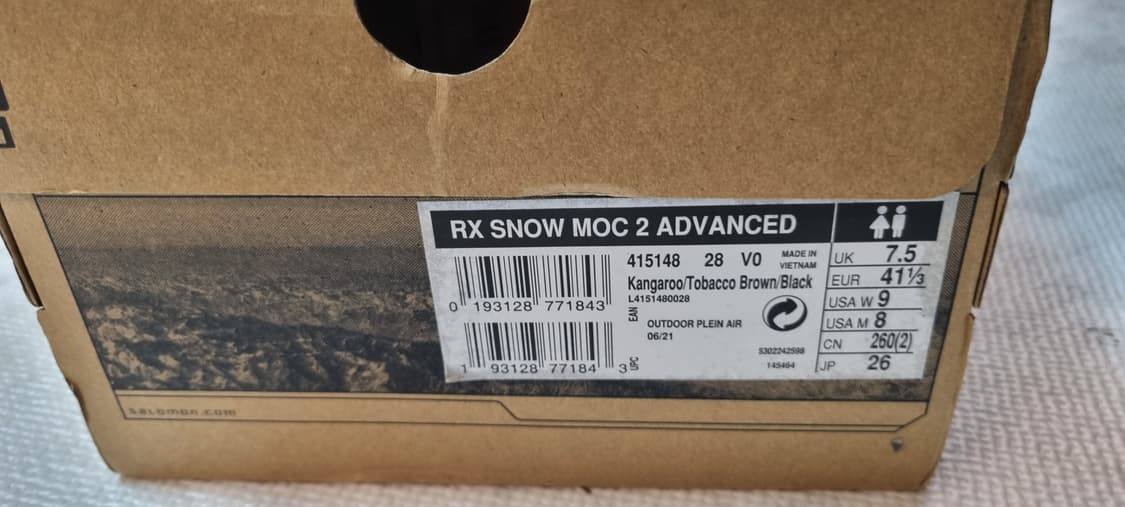 RX SNOW MOC 2 ADVANCED
415148 28 V0 MADE IN VIETNAM
Kangaroo/Tobacco Brown/Black
L4151480028
0 193128 771843
EAN
OUTDOOR PLEIN AIR
06/21
5302242598
145464
1 93128 77184 3
UPC
UK 7.5
EUR 41⅓
USA W 9
USA M 8
CN 260(2)
JP 26
salomon.com